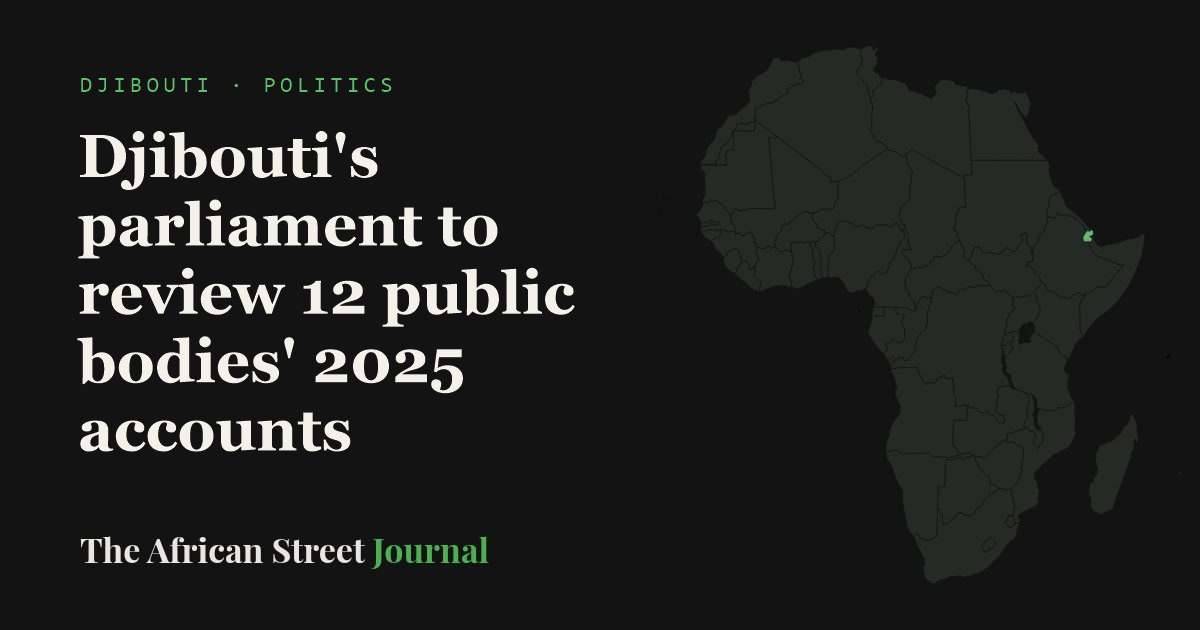 DJIBOUTI · POLITICS
Djibouti's
parliament to
review 12 public
bodies' 2025
accounts
The African Street Journal